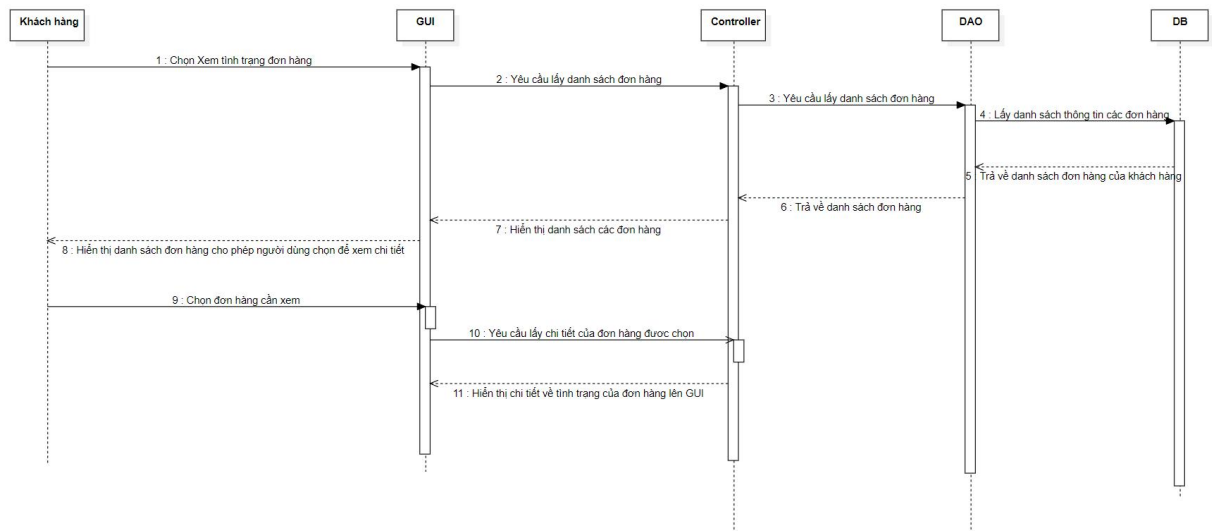 Khách hàng
GUI
Controller
DAO
DB
1 : Chọn Xem tình trạng đơn hàng
2 : Yêu cầu lấy danh sách đơn hàng
3 : Yêu cầu lấy danh sách đơn hàng
4 : Lấy danh sách thông tin các đơn hàng
5 : Trả về danh sách đơn hàng của khách hàng
6 : Trả về danh sách đơn hàng
7 : Hiển thị danh sách các đơn hàng
8 : Hiển thị danh sách đơn hàng cho phép người dùng chọn để xem chi tiết
9 : Chọn đơn hàng cần xem
10 : Yêu cầu lấy chi tiết của đơn hàng đươc chọn
11 : Hiển thị chi tiết về tình trạng của đơn hàng lên GUI